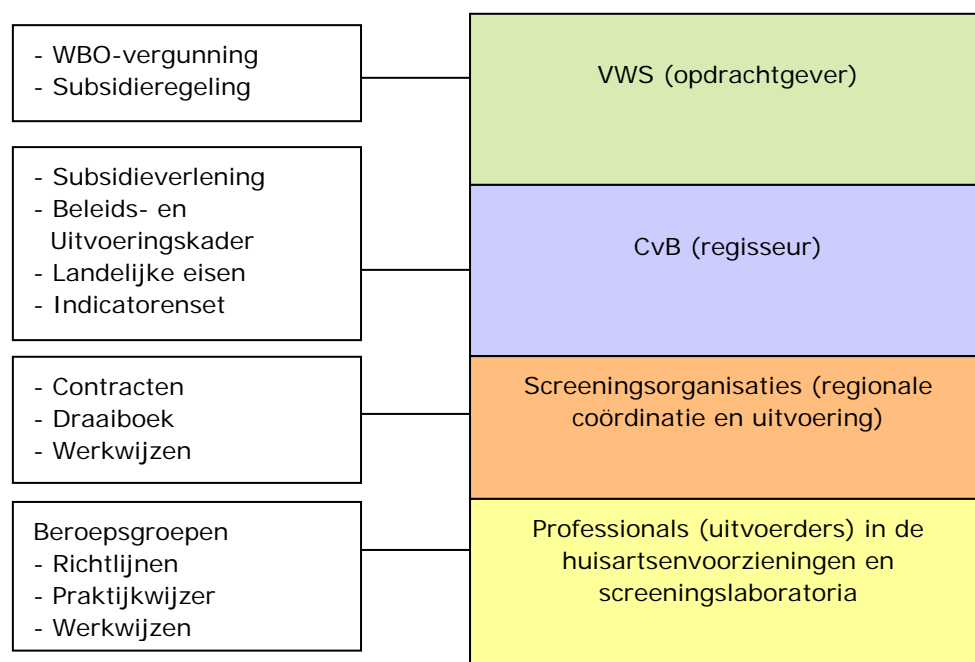 - WBO-vergunning
- Subsidieregeling
VWS (opdrachtgever)
- Subsidieverlening
- Beleids- en
Uitvoeringskader
- Landelijke eisen
- Indicatorenset
CvB (regisseur)
- Contracten
- Draaiboek
- Werkwijzen
Screeningsorganisaties (regionale
coördinatie en uitvoering)
Beroepsgroepen
- Richtlijnen
- Praktijkwijzer
- Werkwijzen
Professionals (uitvoerders) in de
huisartsenvoorzieningen en
screeningslaboratoria